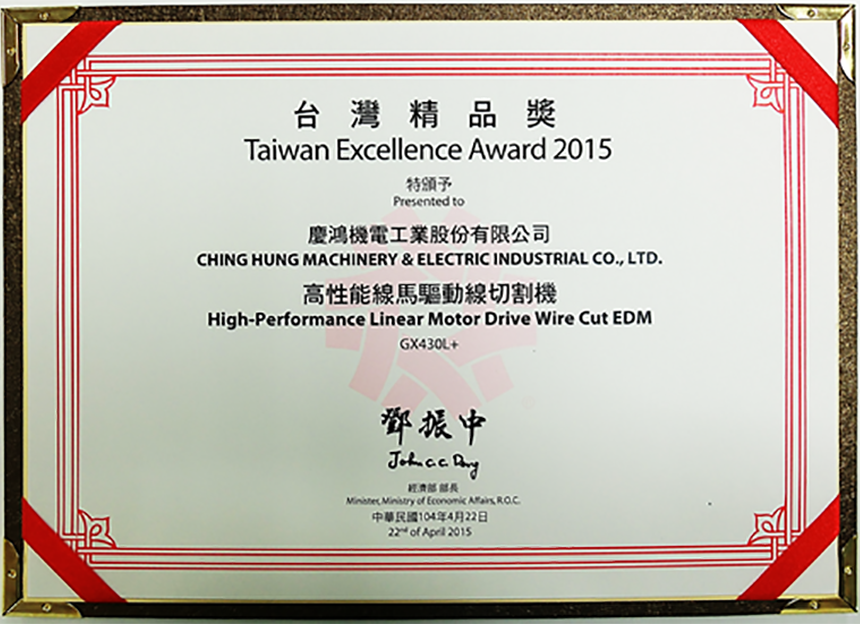 台灣精品獎
Taiwan Excellence Award 2015
特頒予
Presented to
慶鴻機電工業股份有限公司
CHING HUNG MACHINERY & ELECTRIC INDUSTRIAL CO., LTD.
高性能線馬驅動線切割機
High-Performance Linear Motor Drive Wire Cut EDM
GX430L+
鄧振中
John C.C. Deng
經濟部 部長
Minister, Ministry of Economic Affairs, R.O.C.
中華民國104年4月22日
22nd of April 2015